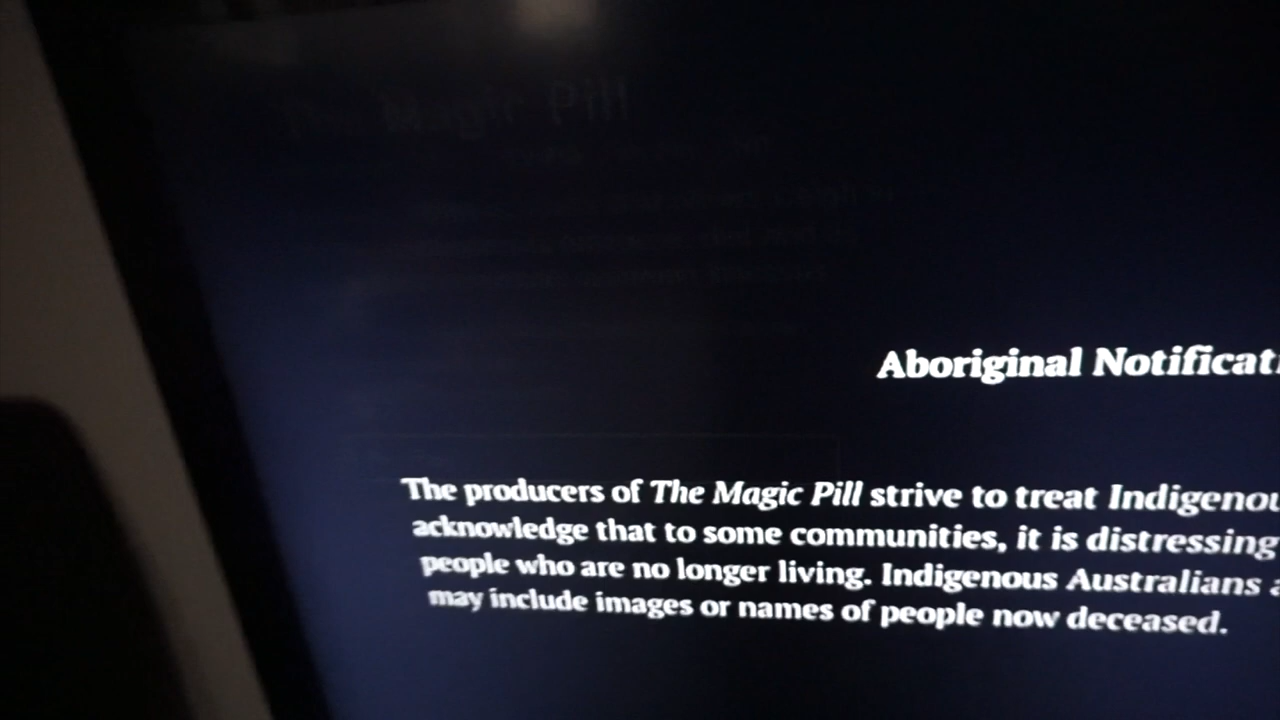 Aboriginal Notificati
The producers of The Magic Pill strive to treat Indigenou
acknowledge that to some communities, it is distressing
people who are no longer living. Indigenous Australians a
may include images or names of people now deceased.